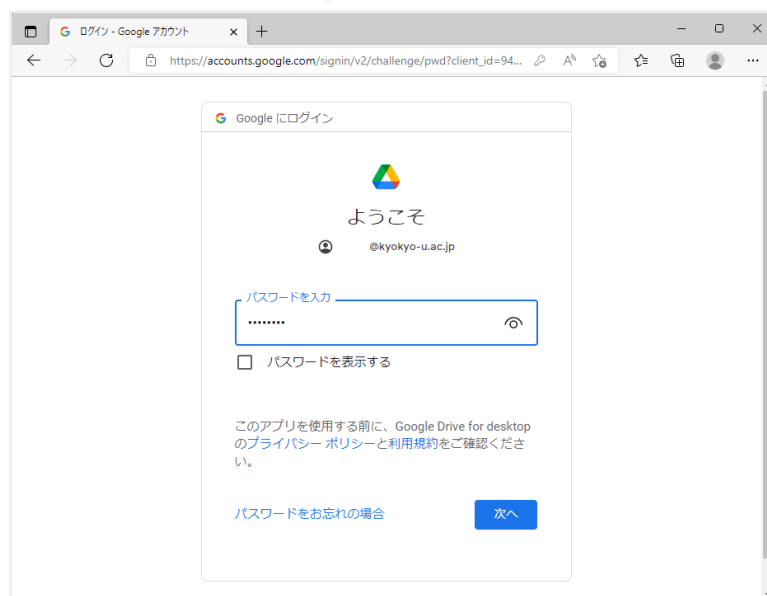 ログイン - Google アカウント
https://accounts.google.com/signin/v2/challenge/pwd?client_id=94...
Google にログイン
ようこそ
@kyokyo-u.ac.jp
パスワードを入力
••••••••
パスワードを表示する
このアプリを使用する前に、Google Drive for desktop
のプライバシー ポリシーと利用規約をご確認くださ
い。
パスワードをお忘れの場合
次へ